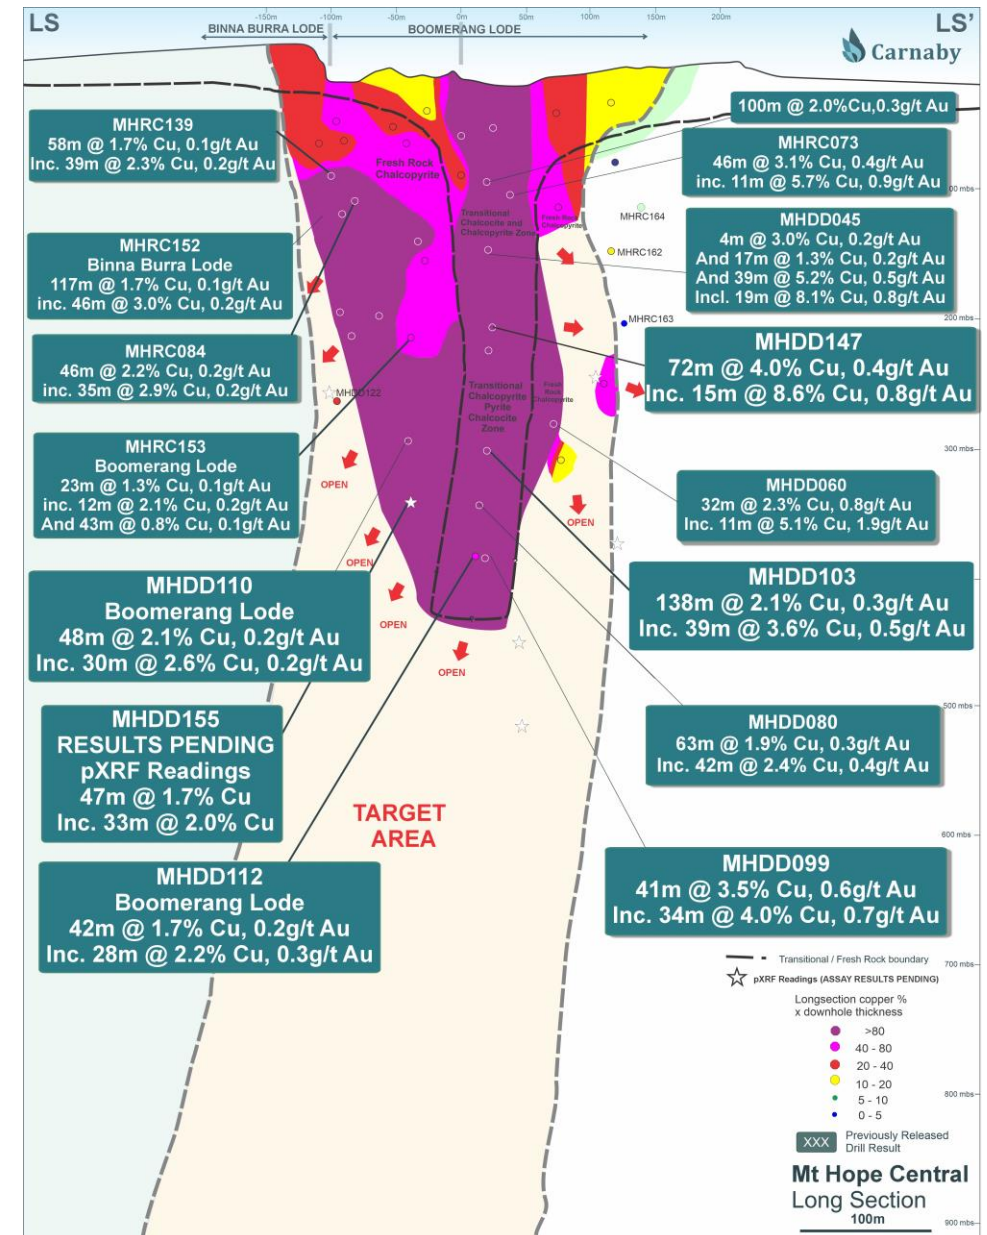 LS
LS'
-150m
-100m
-50m
0m
50m
100m
150m
200m
BINNA BURRA LODE
BOOMERANG LODE
Carnaby
MHRC139
58m @ 1.7% Cu, 0.1g/t Au
Inc. 39m @ 2.3% Cu, 0.2g/t Au
100m @ 2.0%Cu,0.3g/t Au
MHRC073
46m @ 3.1% Cu, 0.4g/t Au
inc. 11m @ 5.7% Cu, 0.9g/t Au
Fresh Rock
Chalcopyrite
Transitional
Chalcocite and
Chalcopyrite Zone
Fresh Rock
Chalcopyrite
MHRC164
MHRC162
MHDD045
4m @ 3.0% Cu, 0.2g/t Au
And 17m @ 1.3% Cu, 0.2g/t Au
And 39m @ 5.2% Cu, 0.5g/t Au
Incl. 19m @ 8.1% Cu, 0.8g/t Au
MHRC152
Binna Burra Lode
117m @ 1.7% Cu, 0.1g/t Au
inc. 46m @ 3.0% Cu, 0.2g/t Au
200 mbs
MHRC163
MHRC084
46m @ 2.2% Cu, 0.2g/t Au
inc. 35m @ 2.9% Cu, 0.2g/t Au
MHDD147
72m @ 4.0% Cu, 0.4g/t Au
Inc. 15m @ 8.6% Cu, 0.8g/t Au
MHDD122
Transitional
Chalcopyrite
Pyrite
Chalcocite
Zone
Fresh
Rock
Chalcopyrite
MHRC153
Boomerang Lode
23m @ 1.3% Cu, 0.1g/t Au
inc. 12m @ 2.1% Cu, 0.2g/t Au
And 43m @ 0.8% Cu, 0.1g/t Au
300 mbs
MHDD060
32m @ 2.3% Cu, 0.8g/t Au
Inc. 11m @ 5.1% Cu, 1.9g/t Au
OPEN
OPEN
OPEN
OPEN
OPEN
MHDD110
Boomerang Lode
48m @ 2.1% Cu, 0.2g/t Au
Inc. 30m @ 2.6% Cu, 0.2g/t Au
MHDD103
138m @ 2.1% Cu, 0.3g/t Au
Inc. 39m @ 3.6% Cu, 0.5g/t Au
500 mbs
MHDD155
RESULTS PENDING
pXRF Readings
47m @ 1.7% Cu
Inc. 33m @ 2.0% Cu
MHDD080
63m @ 1.9% Cu, 0.3g/t Au
Inc. 42m @ 2.4% Cu, 0.4g/t Au
TARGET
AREA
600 mbs
MHDD112
Boomerang Lode
42m @ 1.7% Cu, 0.2g/t Au
Inc. 28m @ 2.2% Cu, 0.3g/t Au
MHDD099
41m @ 3.5% Cu, 0.6g/t Au
Inc. 34m @ 4.0% Cu, 0.7g/t Au
Transitional / Fresh Rock boundary
700 mbs
pXRF Readings (ASSAY RESULTS PENDING)
Longsection copper %
x downhole thickness
>80
40 - 80
20 - 40
10 - 20
5 - 10
0 - 5
800 mbs
XXX
Previously Released
Drill Result
Mt Hope Central
Long Section
100m
900 mbs